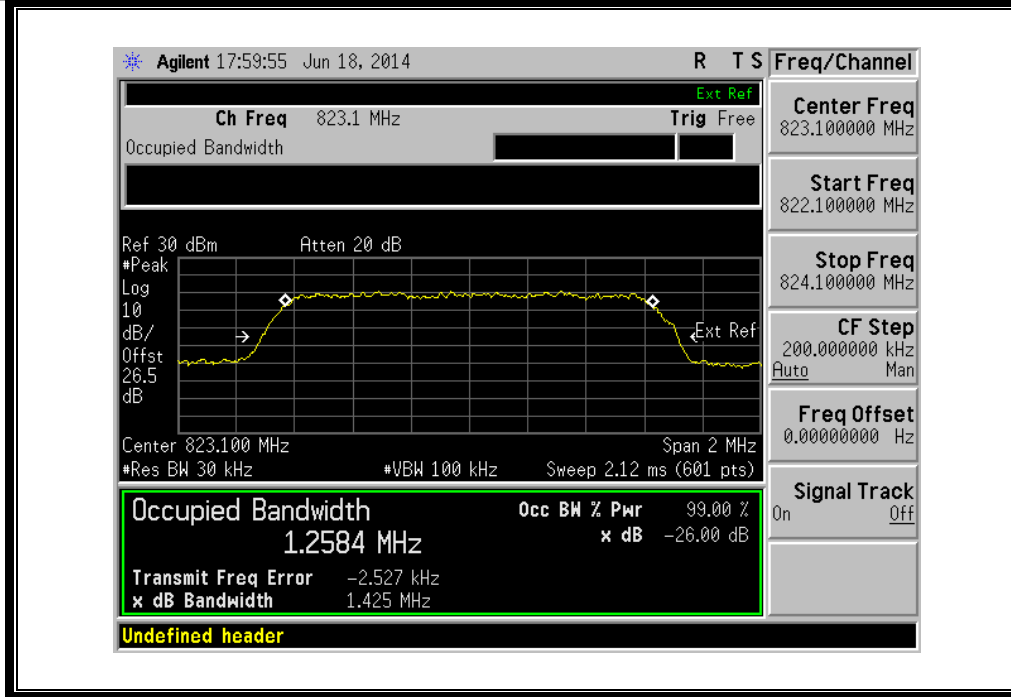 Agilent 17:59:55 Jun 18, 2014 R T S Freq/Channel
Ext Ref
Ch Freq 823.1 MHz Trig Free
Occupied Bandwidth
Center Freq
823.100000 MHz
Start Freq
822.100000 MHz
Ref 30 dBm Atten 20 dB
#Peak
Log
10
dB/
Offst
26.5
dB
Ext Ref
Stop Freq
824.100000 MHz
CF Step
200.000000 kHz
Auto Man
Freq Offset
0.00000000 Hz
Center 823.100 MHz Span 2 MHz
#Res BW 30 kHz #VBW 100 kHz Sweep 2.12 ms (601 pts)
Signal Track
On Off
Occupied Bandwidth
1.2584 MHz
Occ BW % Pwr 99.00 %
x dB -26.00 dB
Transmit Freq Error -2.527 kHz
x dB Bandwidth 1.425 MHz
Undefined header